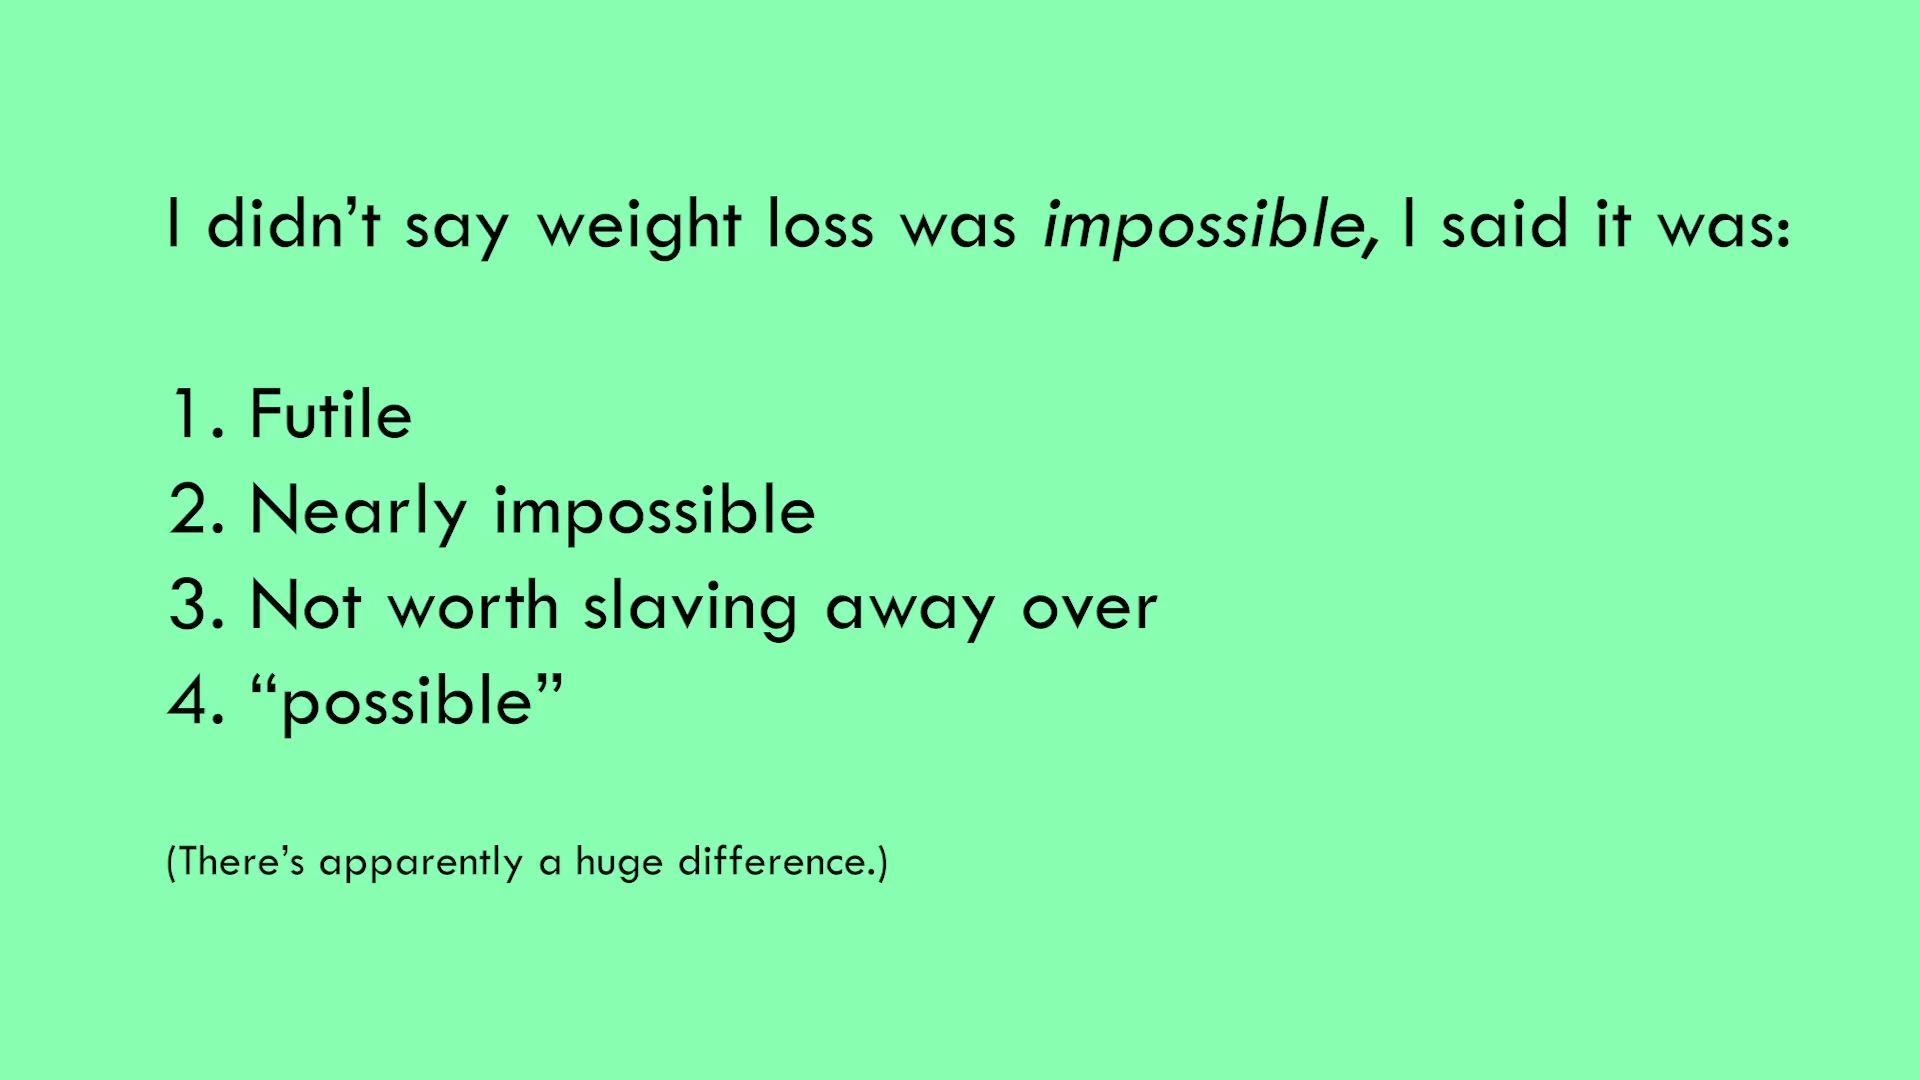 I didn’t say weight loss was impossible, I said it was:
1. Futile
2. Nearly impossible
3. Not worth slaving away over
4. “possible”
(There’s apparently a huge difference.)